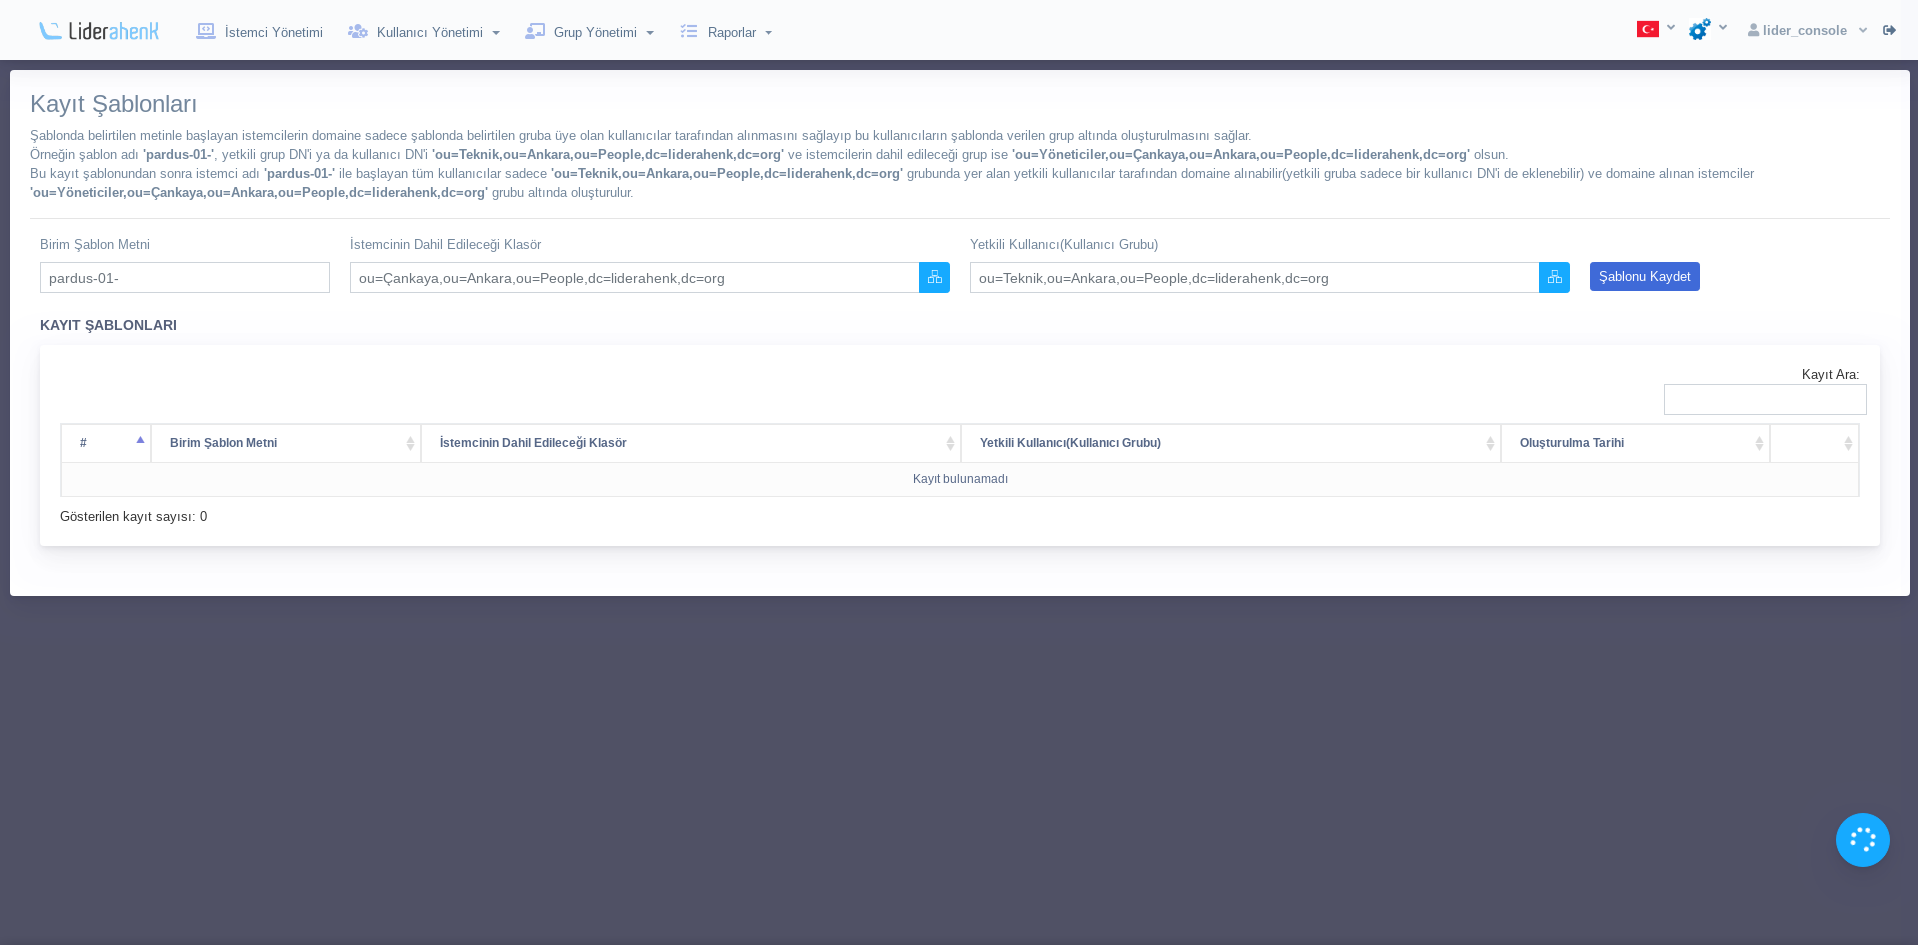 Liderahenk İstemci Yönetimi Kullanıcı Yönetimi Grup Yönetimi Raporlar lider_console
Kayıt Şablonları
Şablonda belirtilen metinle başlayan istemcilerin domaine sadece şablonda belirtilen gruba üye olan kullanıcılar tarafından alınmasını sağlayıp bu kullanıcıların şablonda verilen grup altında oluşturulmasını sağlar.
Örneğin şablon adı 'pardus-01-', yetkili grup DN'i ya da kullanıcı DN'i 'ou=Teknik,ou=Ankara,ou=People,dc=liderahenk,dc=org' ve istemcilerin dahil edileceği grup ise 'ou=Yöneticiler,ou=Çankaya,ou=Ankara,ou=People,dc=liderahenk,dc=org' olsun.
Bu kayıt şablonundan sonra istemci adı 'pardus-01-' ile başlayan tüm kullanıcılar sadece 'ou=Teknik,ou=Ankara,ou=People,dc=liderahenk,dc=org' grubunda yer alan yetkili kullanıcılar tarafından domaine alınabilir(yetkili gruba sadece bir kullanıcı DN'i de eklenebilir) ve domaine alınan istemciler
'ou=Yöneticiler,ou=Çankaya,ou=Ankara,ou=People,dc=liderahenk,dc=org' grubu altında oluşturulur.
Birim Şablon Metni İstemcinin Dahil Edileceği Klasör Yetkili Kullanıcı(Kullanıcı Grubu)
pardus-01- ou=Çankaya,ou=Ankara,ou=People,dc=liderahenk,dc=org ou=Teknik,ou=Ankara,ou=People,dc=liderahenk,dc=org Şablonu Kaydet
KAYIT ŞABLONLARI
Kayıt Ara:
# Birim Şablon Metni İstemcinin Dahil Edileceği Klasör Yetkili Kullanıcı(Kullanıcı Grubu) Oluşturulma Tarihi
Kayıt bulunamadı
Gösterilen kayıt sayısı: 0